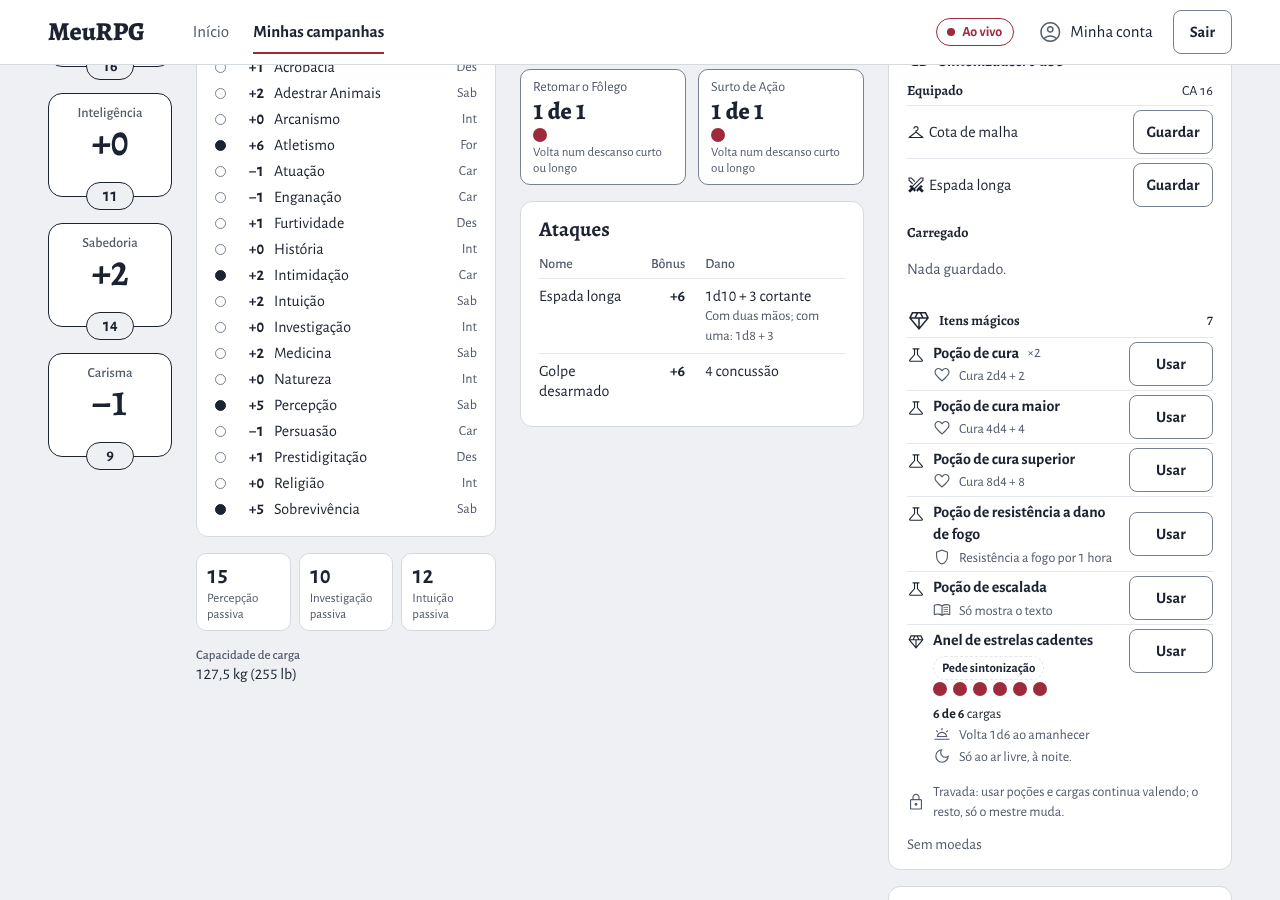 MeuRPG
Início
Minhas campanhas
Ao vivo
Minha conta
Sair
16
Inteligência
+0
11
Sabedoria
+2
14
Carisma
−1
9
+1 Acrobacia Des
+2 Adestrar Animais Sab
+0 Arcanismo Int
+6 Atletismo For
−1 Atuação Car
−1 Enganação Car
+1 Furtividade Des
+0 História Int
+2 Intimidação Car
+2 Intuição Sab
+0 Investigação Int
+2 Medicina Sab
+0 Natureza Int
+5 Percepção Sab
−1 Persuasão Car
+1 Prestidigitação Des
+0 Religião Int
+5 Sobrevivência Sab
15
Percepção
passiva
10
Investigação
passiva
12
Intuição
passiva
Capacidade de carga
127,5 kg (255 lb)
Retomar o Fôlego
1 de 1
Volta num descanso curto
ou longo
Surto de Ação
1 de 1
Volta num descanso curto
ou longo
Ataques
Nome Bônus Dano
Espada longa +6 1d10 + 3 cortante
Com duas mãos; com
uma: 1d8 + 3
Golpe
desarmado
+6 4 concussão
Equipado CA 16
Cota de malha Guardar
Espada longa Guardar
Carregado
Nada guardado.
Itens mágicos 7
Poção de cura ×2
Cura 2d4 + 2
Usar
Poção de cura maior
Cura 4d4 + 4
Usar
Poção de cura superior
Cura 8d4 + 8
Usar
Poção de resistência a dano
de fogo
Resistência a fogo por 1 hora
Usar
Poção de escalada
Só mostra o texto
Usar
Anel de estrelas cadentes
Usar
Pede sintonização
6 de 6 cargas
Volta 1d6 ao amanhecer
Só ao ar livre, à noite.
Travada: usar poções e cargas continua valendo; o
resto, só o mestre muda.
Sem moedas